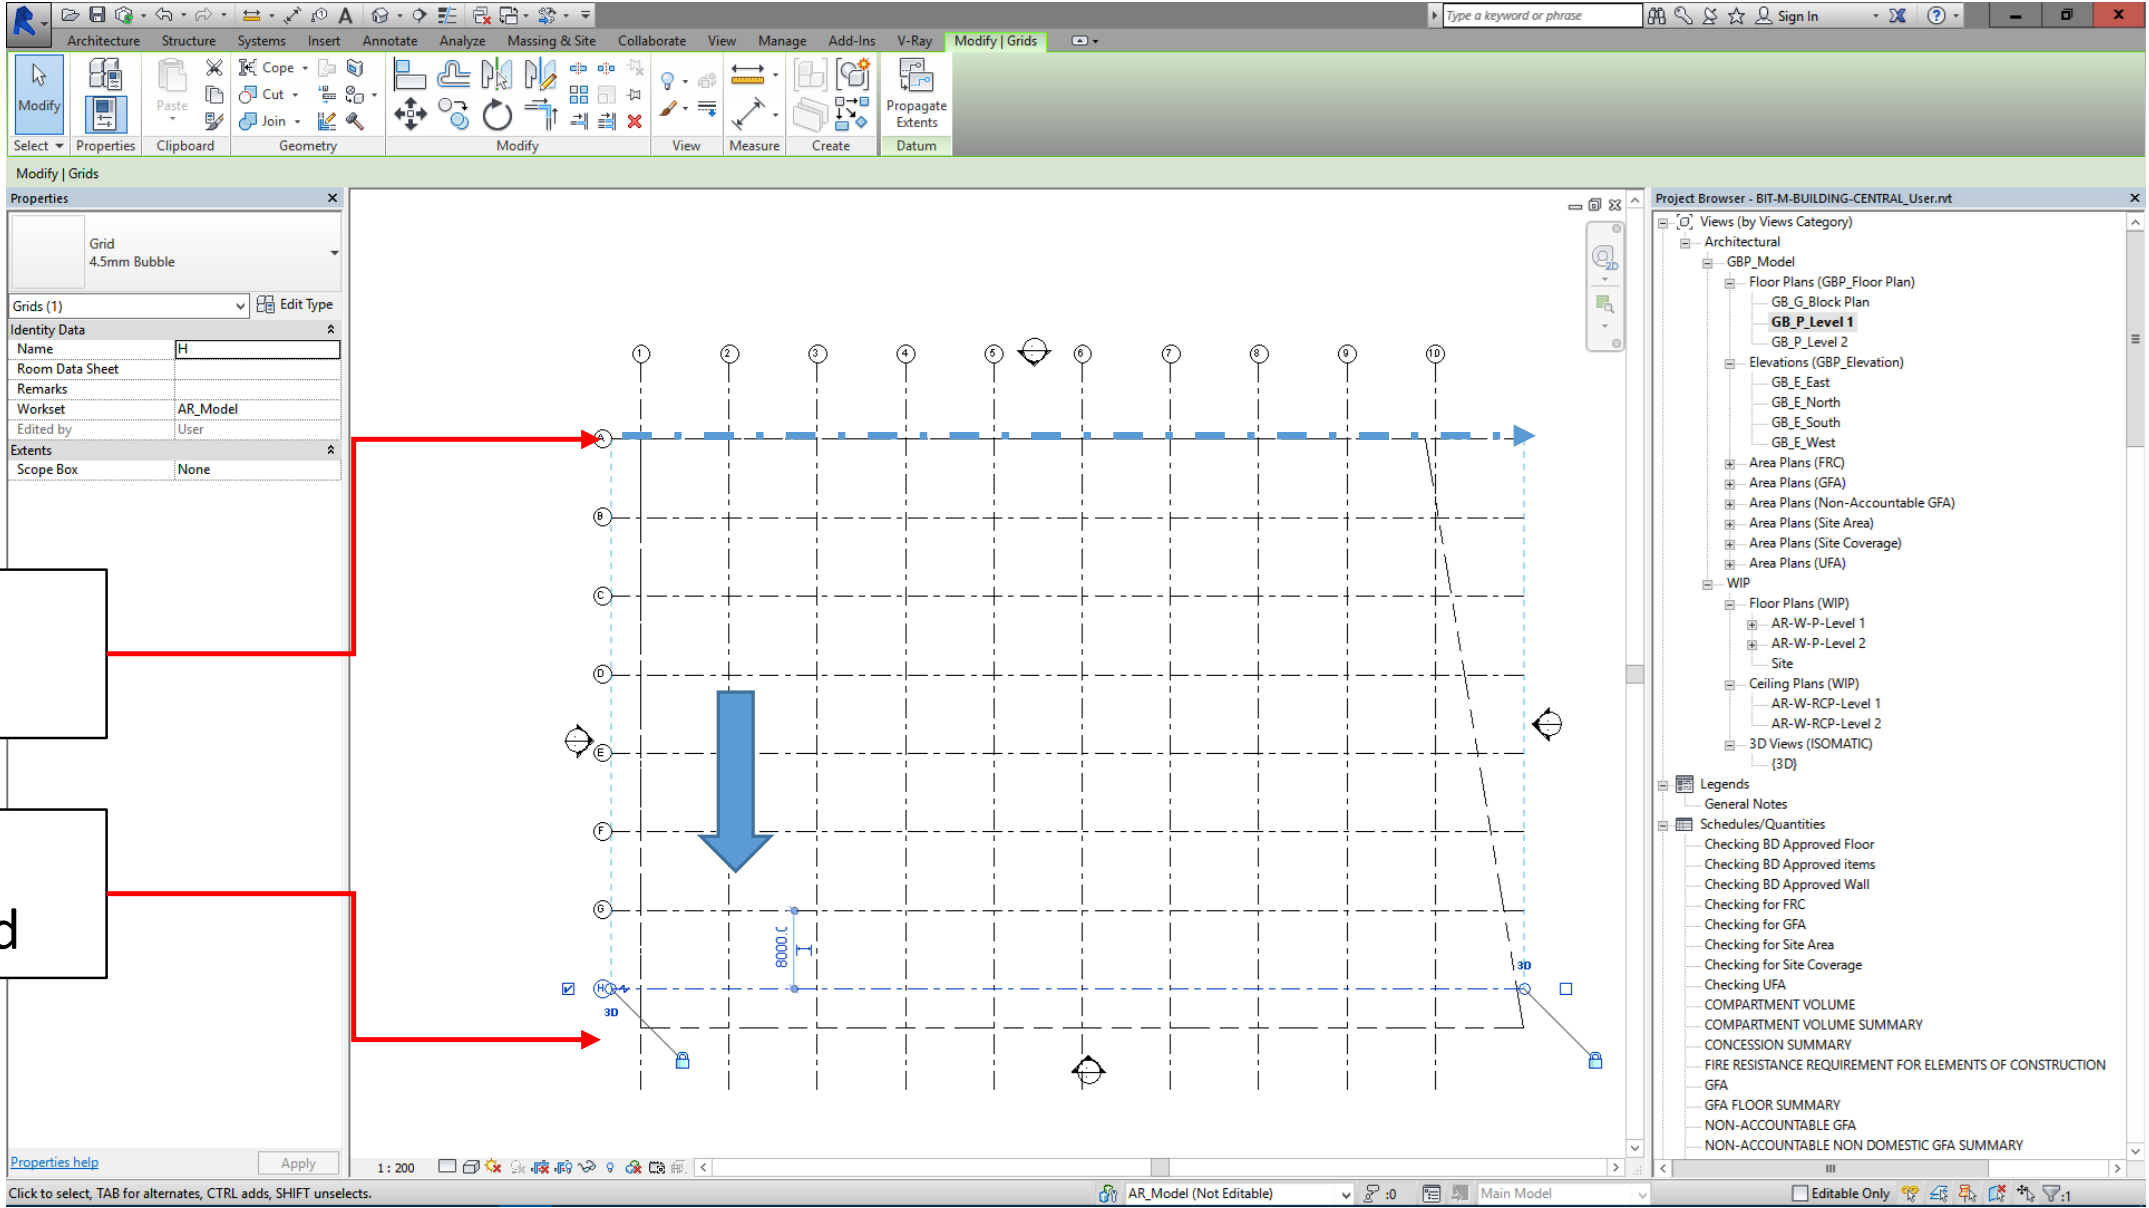 Type a keyword or phrase
Sign In
Architecture Structure Systems Insert Annotate Analyze Massing & Site Collaborate View Manage Add-Ins V-Ray Modify | Grids
Modify
Paste
Cope
Cut
Join
Propagate
Extents
Select Properties Clipboard Geometry Modify View Measure Create Datum
Modify | Grids
Properties
Grid
4.5mm Bubble
Grids (1)
Edit Type
Identity Data
Name H
Room Data Sheet
Remarks
Workset AR_Model
Edited by User
Extents
Scope Box None
d
Properties help
Apply
1 2 3 4 5 6 7 8 9 10
A
B
C
D
E
F
G
8000.0
3D
H
3D
2D
1 : 200
Project Browser - BIT-M-BUILDING-CENTRAL_User.rvt
Views (by Views Category)
Architectural
GBP_Model
Floor Plans (GBP_Floor Plan)
GB_G_Block Plan
GB_P_Level 1
GB_P_Level 2
Elevations (GBP_Elevation)
GB_E_East
GB_E_North
GB_E_South
GB_E_West
Area Plans (FRC)
Area Plans (GFA)
Area Plans (Non-Accountable GFA)
Area Plans (Site Area)
Area Plans (Site Coverage)
Area Plans (UFA)
WIP
Floor Plans (WIP)
AR-W-P-Level 1
AR-W-P-Level 2
Site
Ceiling Plans (WIP)
AR-W-RCP-Level 1
AR-W-RCP-Level 2
3D Views (ISOMATIC)
{3D}
Legends
General Notes
Schedules/Quantities
Checking BD Approved Floor
Checking BD Approved items
Checking BD Approved Wall
Checking for FRC
Checking for GFA
Checking for Site Area
Checking for Site Coverage
Checking UFA
COMPARTMENT VOLUME
COMPARTMENT VOLUME SUMMARY
CONCESSION SUMMARY
FIRE RESISTANCE REQUIREMENT FOR ELEMENTS OF CONSTRUCTION
GFA
GFA FLOOR SUMMARY
NON-ACCOUNTABLE GFA
NON-ACCOUNTABLE NON DOMESTIC GFA SUMMARY
Click to select, TAB for alternates, CTRL adds, SHIFT unselects.
AR_Model (Not Editable)
:0
Main Model
Editable Only
:1